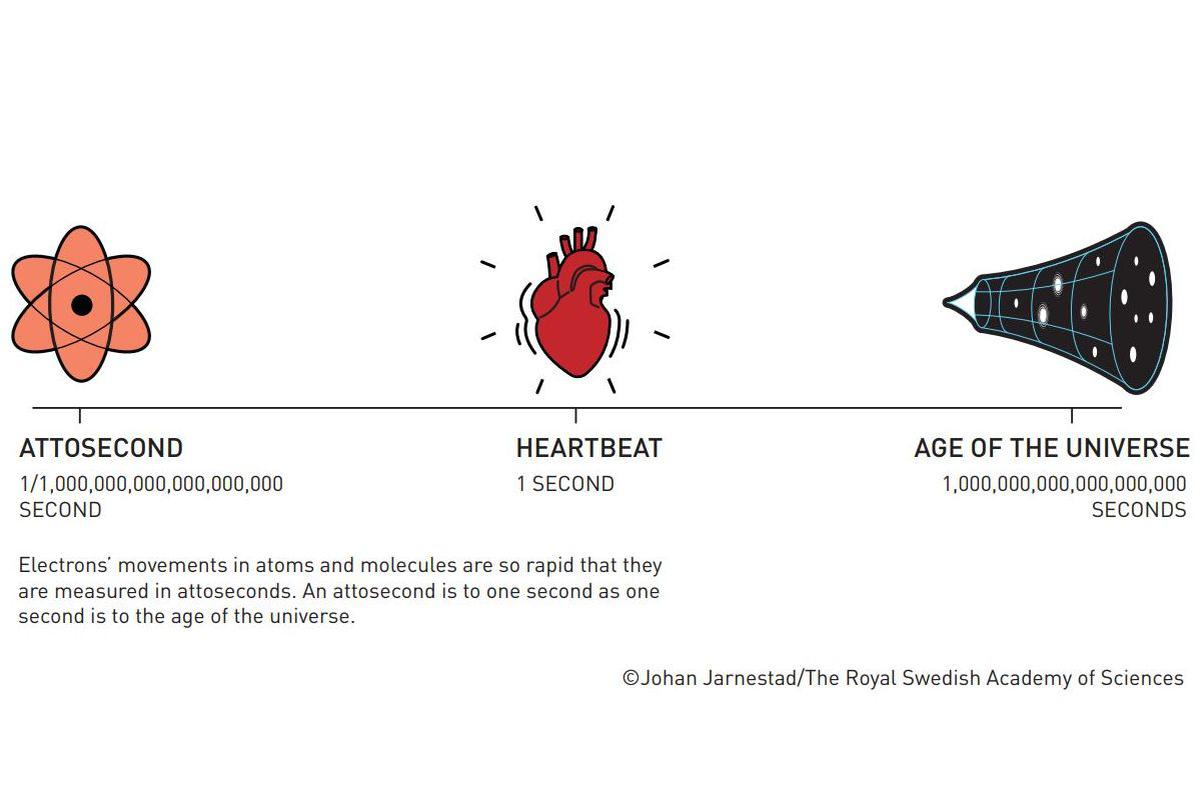 ATTOSECOND
1/1,000,000,000,000,000,000
SECOND
HEARTBEAT
1 SECOND
AGE OF THE UNIVERSE
1,000,000,000,000,000,000
SECONDS
Electrons’ movements in atoms and molecules are so rapid that they
are measured in attoseconds. An attosecond is to one second as one
second is to the age of the universe.
©Johan Jarnestad/The Royal Swedish Academy of Sciences